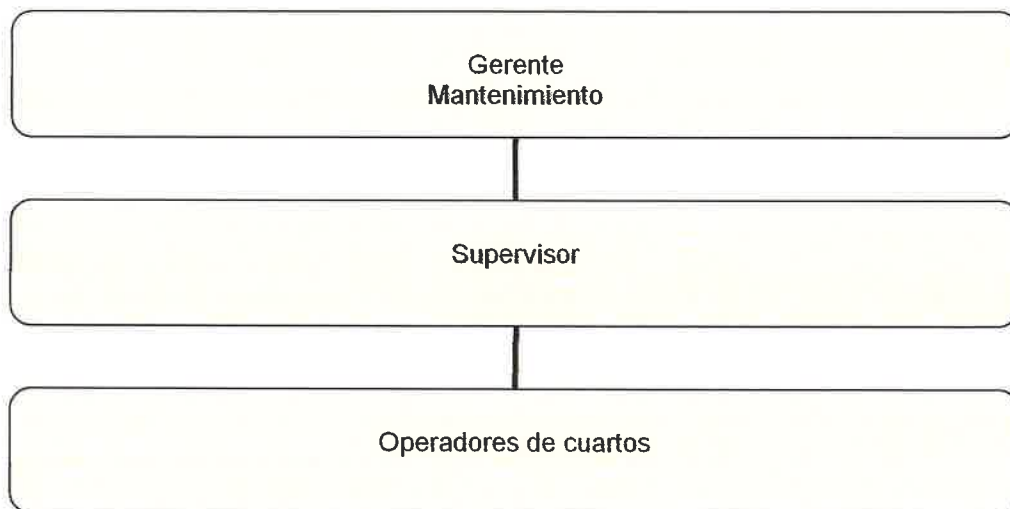 Gerente
Mantenimiento
Supervisor
Operadores de cuartos